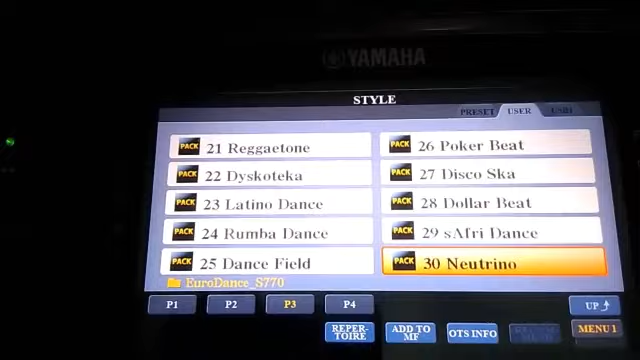 YAMAHA
STYLE
PRESET USER USB1
PACK 21 Reggaetone
PACK 22 Dyskoteka
PACK 23 Latino Dance
PACK 24 Rumba Dance
PACK 25 Dance Field
PACK 26 Poker Beat
PACK 27 Disco Ska
PACK 28 Dollar Beat
PACK 29 sAfri Dance
PACK 30 Neutrino
EuroDance_S770
P1 P2 P3 P4 UP
REPER-
TOIRE
ADD TO
MF
OTS INFO
MENU 1